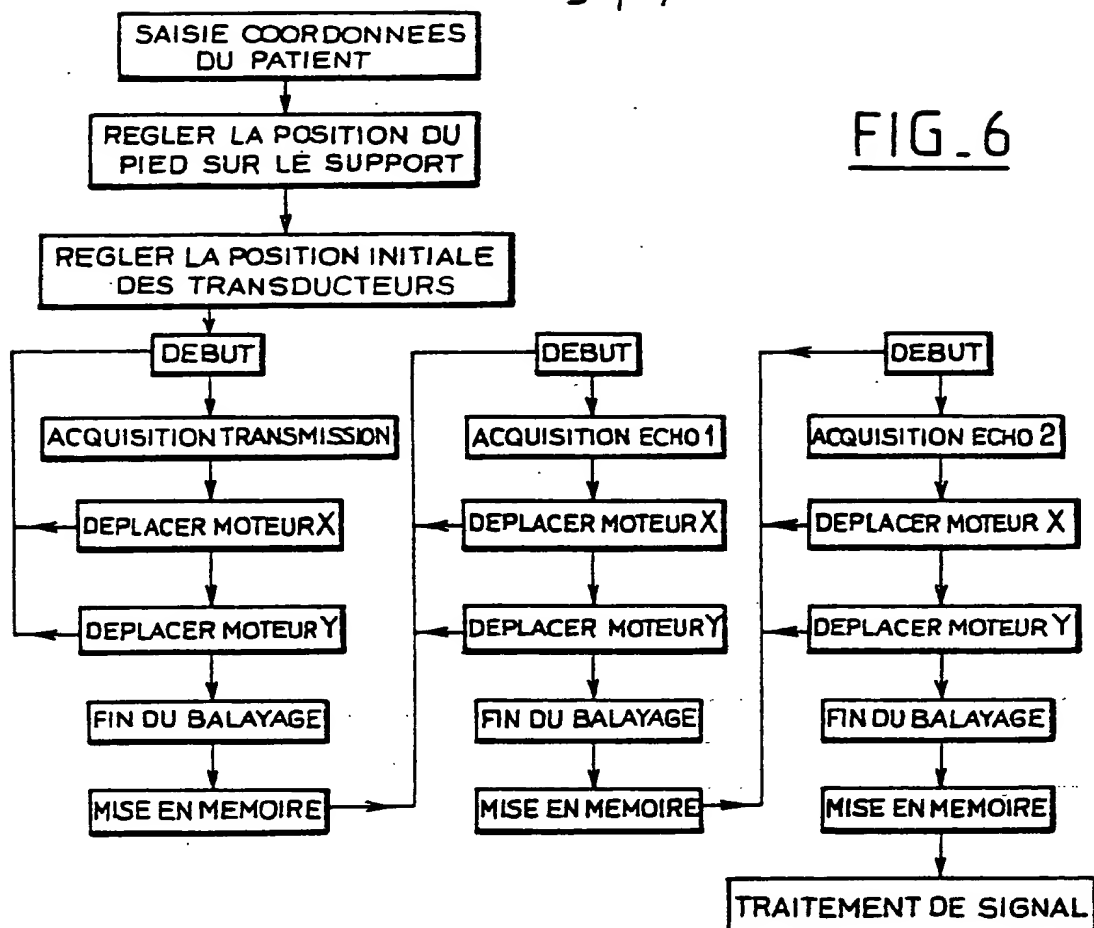 SAISIE COORDONNEES
DU PATIENT
REGLER LA POSITION DU
PIED SUR LE SUPPORT
FIG_6
REGLER LA POSITION INITIALE
DES TRANSDUCTEURS
DEBUT
ACQUISITION TRANSMISSION
DEPLACER MOTEUR X
DEPLACER MOTEUR Y
FIN DU BALAYAGE
MISE EN MEMOIRE
DEBUT
ACQUISITION ECHO 1
DEPLACER MOTEUR X
DEPLACER MOTEUR Y
FIN DU BALAYAGE
MISE EN MEMOIRE
DEBUT
ACQUISITION ECHO 2
DEPLACER MOTEUR X
DEPLACER MOTEUR Y
FIN DU BALAYAGE
MISE EN MEMOIRE
TRAITEMENT DE SIGNAL